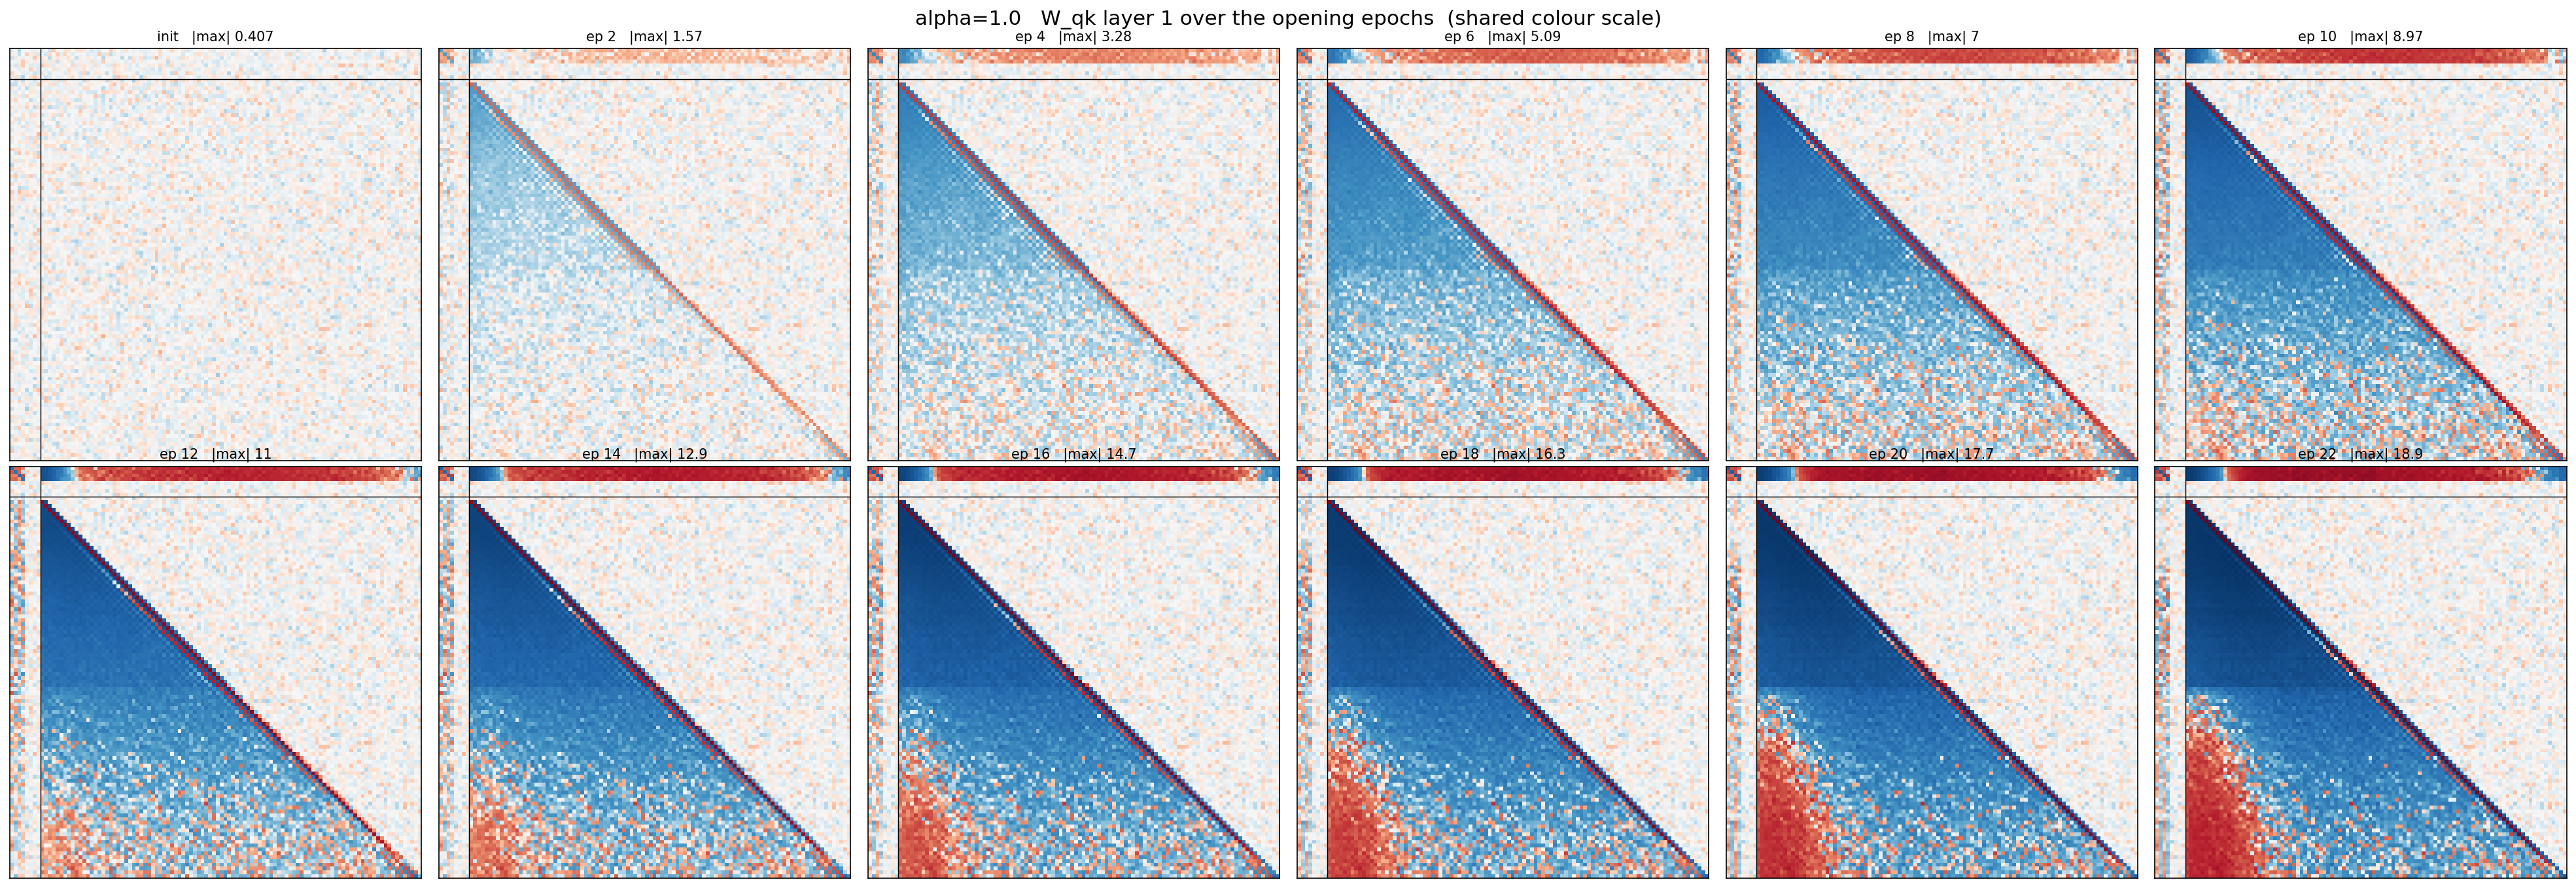 alpha=1.0   W_qk layer 1 over the opening epochs  (shared colour scale)
init   |max| 0.407
ep 2   |max| 1.57
ep 4   |max| 3.28
ep 6   |max| 5.09
ep 8   |max| 7
ep 10   |max| 8.97
ep 12   |max| 11
ep 14   |max| 12.9
ep 16   |max| 14.7
ep 18   |max| 16.3
ep 20   |max| 17.7
ep 22   |max| 18.9